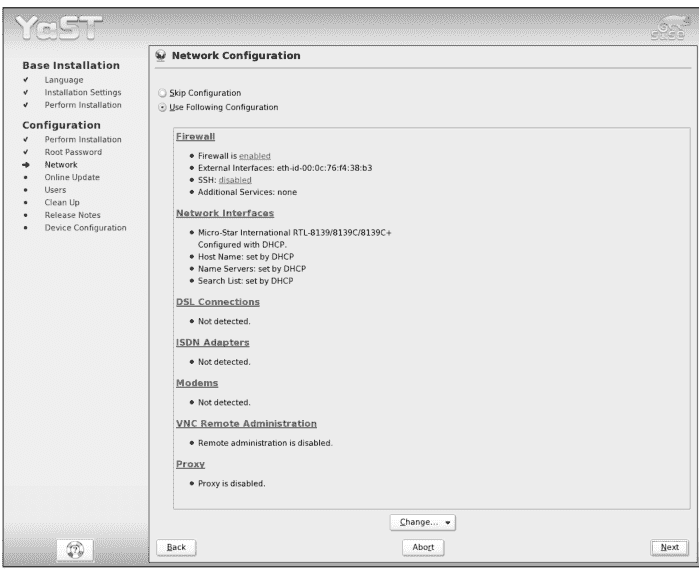 YaST
SUSE
Base Installation
Language
Installation Settings
Perform Installation
Configuration
Perform Installation
Root Password
Network
Online Update
Users
Clean Up
Release Notes
Device Configuration
Network Configuration
Skip Configuration
Use Following Configuration
Firewall
Firewall is enabled
External Interfaces: eth-id-00:0c:76:f4:38:b3
SSH: disabled
Additional Services: none
Network Interfaces
Micro-Star International RTL-8139/8139C/8139C+
Configured with DHCP.
Host Name: set by DHCP
Name Servers: set by DHCP
Search List: set by DHCP
DSL Connections
Not detected.
ISDN Adapters
Not detected.
Modems
Not detected.
VNC Remote Administration
Remote administration is disabled.
Proxy
Proxy is disabled.
Change...
Back
Abort
Next